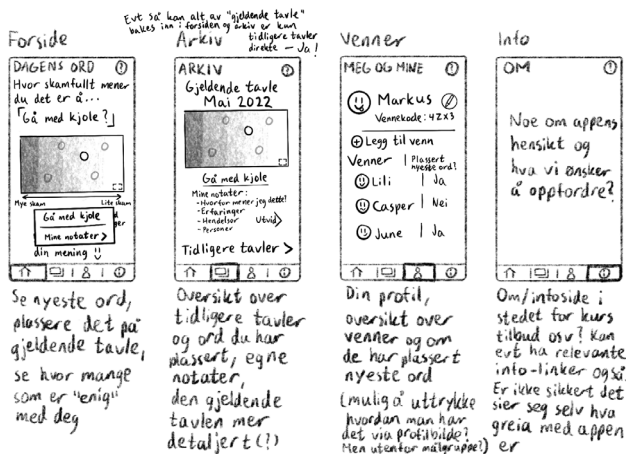 Evt så kan alt av "gjeldende tavle"
bakes inn i forsiden og arkiv er kun
tidligere tavler
direkte - Ja!
Forside
DAGENS ORD ?
Hvor skamfullt mener
du det er å...
「Gå med kjole?」
Mye skam Lite skam
Gå med kjole
Mine notater >
din mening
Se nyeste ord,
plassere det på
gjeldende tavle,
se hvor mange
som er "enig"
med deg
Arkiv
ARKIV ?
Gjeldende tavle
Mai 2022
Gå med kjole
Mine notater:
- Hvorfor mener jeg dette?
- Erfaringer
- Hendelser
- Personer
Utvid >
Tidligere tavler >
Oversikt over
tidligere tavler
og ord du har
plassert, egne
notater,
den gjeldende
tavlen mer
detaljert (?)
Venner
MEG OG MINE ?
Markus
Vennekode: 4ZX3
+ Legg til venn
Venner | Plassert
nyeste ord?
Lili | Ja
Casper | Nei
June | Ja
Din profil,
oversikt over
venner og om
de har plassert
nyeste ord
(mulig å uttrykke
hvordan man har
det via profilbilde?
Men utenfor målgruppe?)
Info
OM ?
Noe om appens
hensikt og
hva vi ønsker
å oppfordre?
Om/infoside i
stedet for kurs
tilbud osv? Kan
evt ha relevante
info-linker også.
Er ikke sikkert det
sier seg selv hva
greia med appen
er